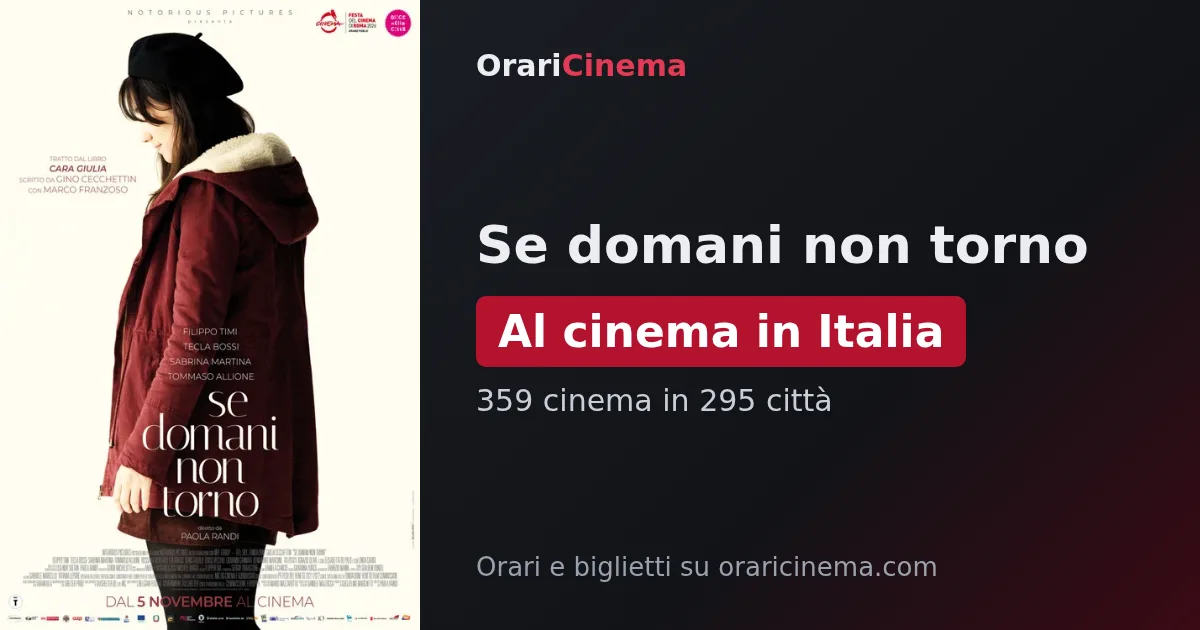 NOTORIOUS PICTURES
presenta
FESTA
DEL CINEMA
DI ROMA
TRATTO DAL LIBRO
CARA GIULIA
SCRITTO DA GINO CECCHETTIN
CON MARCO FRANZOSO
FILIPPO TIMI
TECLA BOSSI
SABRINA MARTINA
TOMMASO ALLIONE
se
domani
non
torno
diretto da
PAOLA RANDI
DAL 5 NOVEMBRE AL CINEMA
OrariCinema
Se domani non torno
Al cinema in Italia
359 cinema in 295 città
Orari e biglietti su oraricinema.com